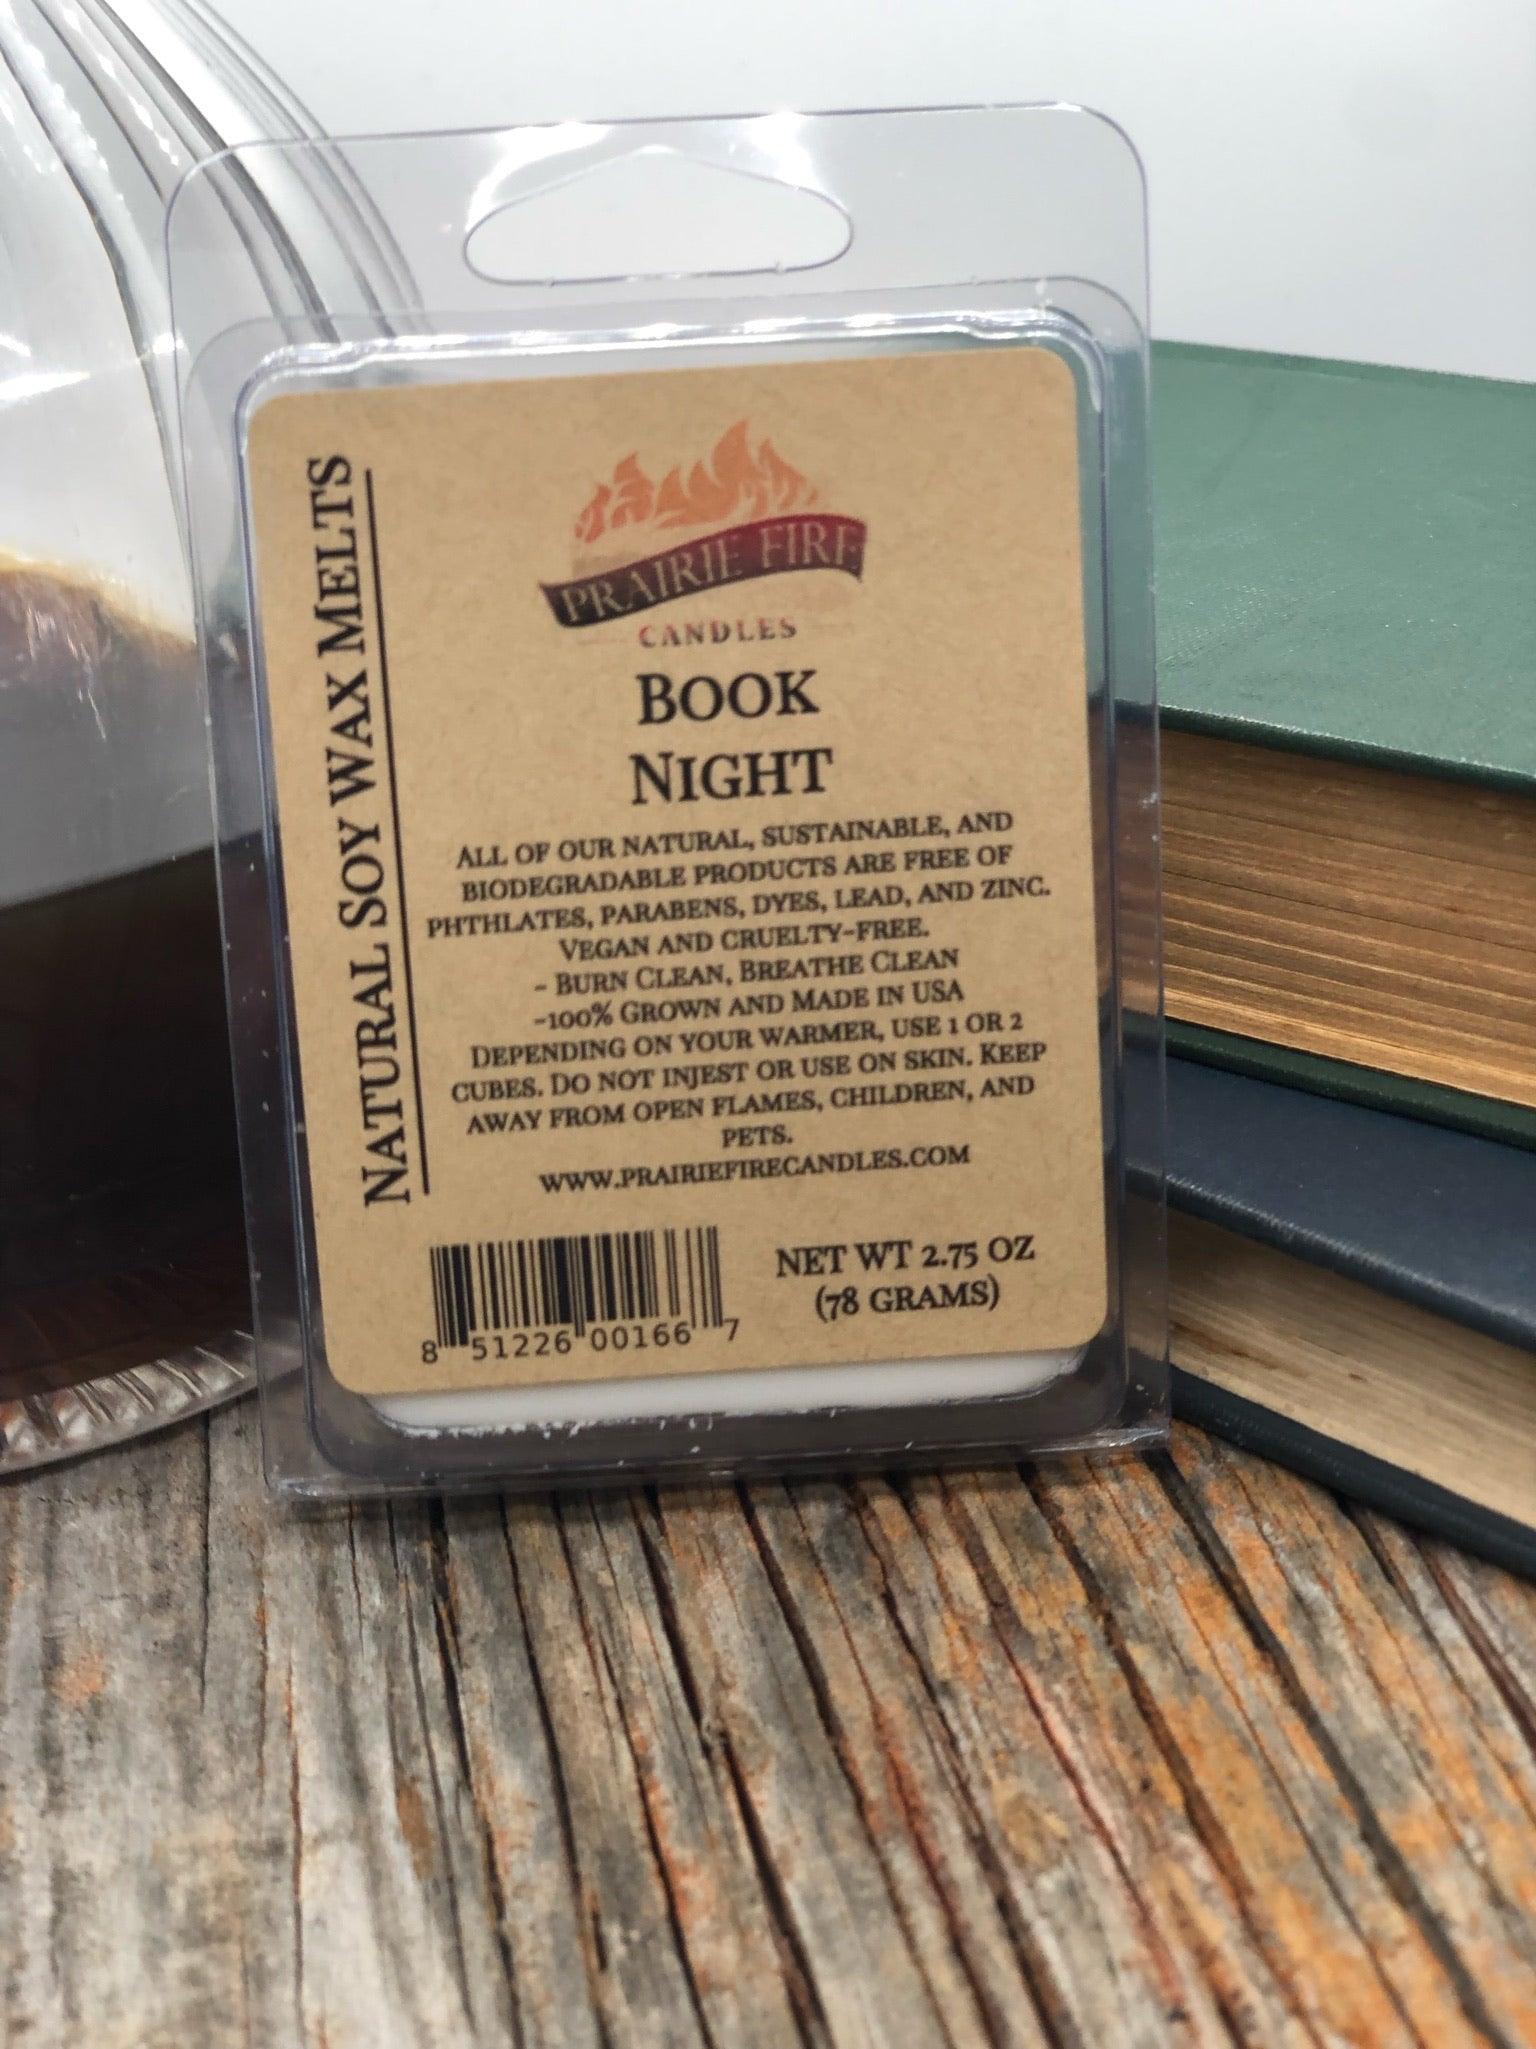 NATURAL SOY WAX MELTS
PRAIRIE FIRE
CANDLES
BOOK
NIGHT
ALL OF OUR NATURAL, SUSTAINABLE, AND
BIODEGRADABLE PRODUCTS ARE FREE OF
PHTHLATES, PARABENS, DYES, LEAD, AND ZINC.
VEGAN AND CRUELTY-FREE.
- BURN CLEAN, BREATHE CLEAN
-100% GROWN AND MADE IN USA
DEPENDING ON YOUR WARMER, USE 1 OR 2
CUBES. DO NOT INJEST OR USE ON SKIN. KEEP
AWAY FROM OPEN FLAMES, CHILDREN, AND
PETS.
WWW.PRAIRIEFIRECANDLES.COM
8 51226 00166 7
NET WT 2.75 OZ
(78 GRAMS)